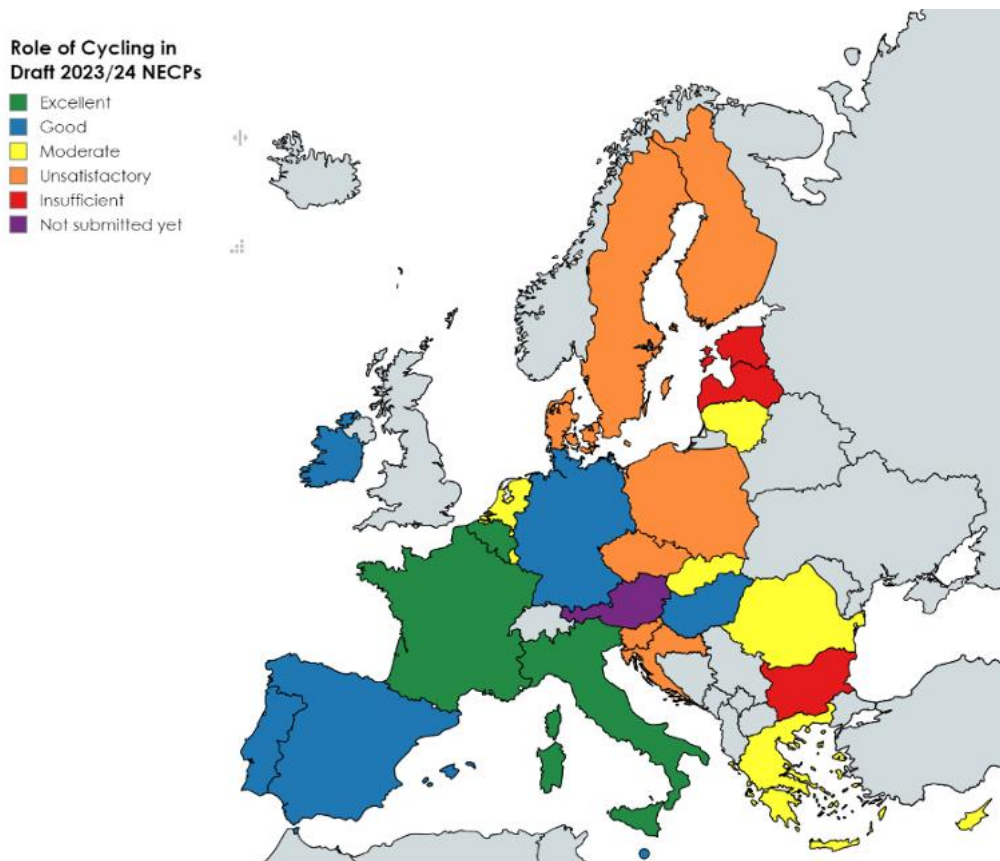 Role of Cycling in
Draft 2023/24 NECPs
Excellent
Good
Moderate
Unsatisfactory
Insufficient
Not submitted yet